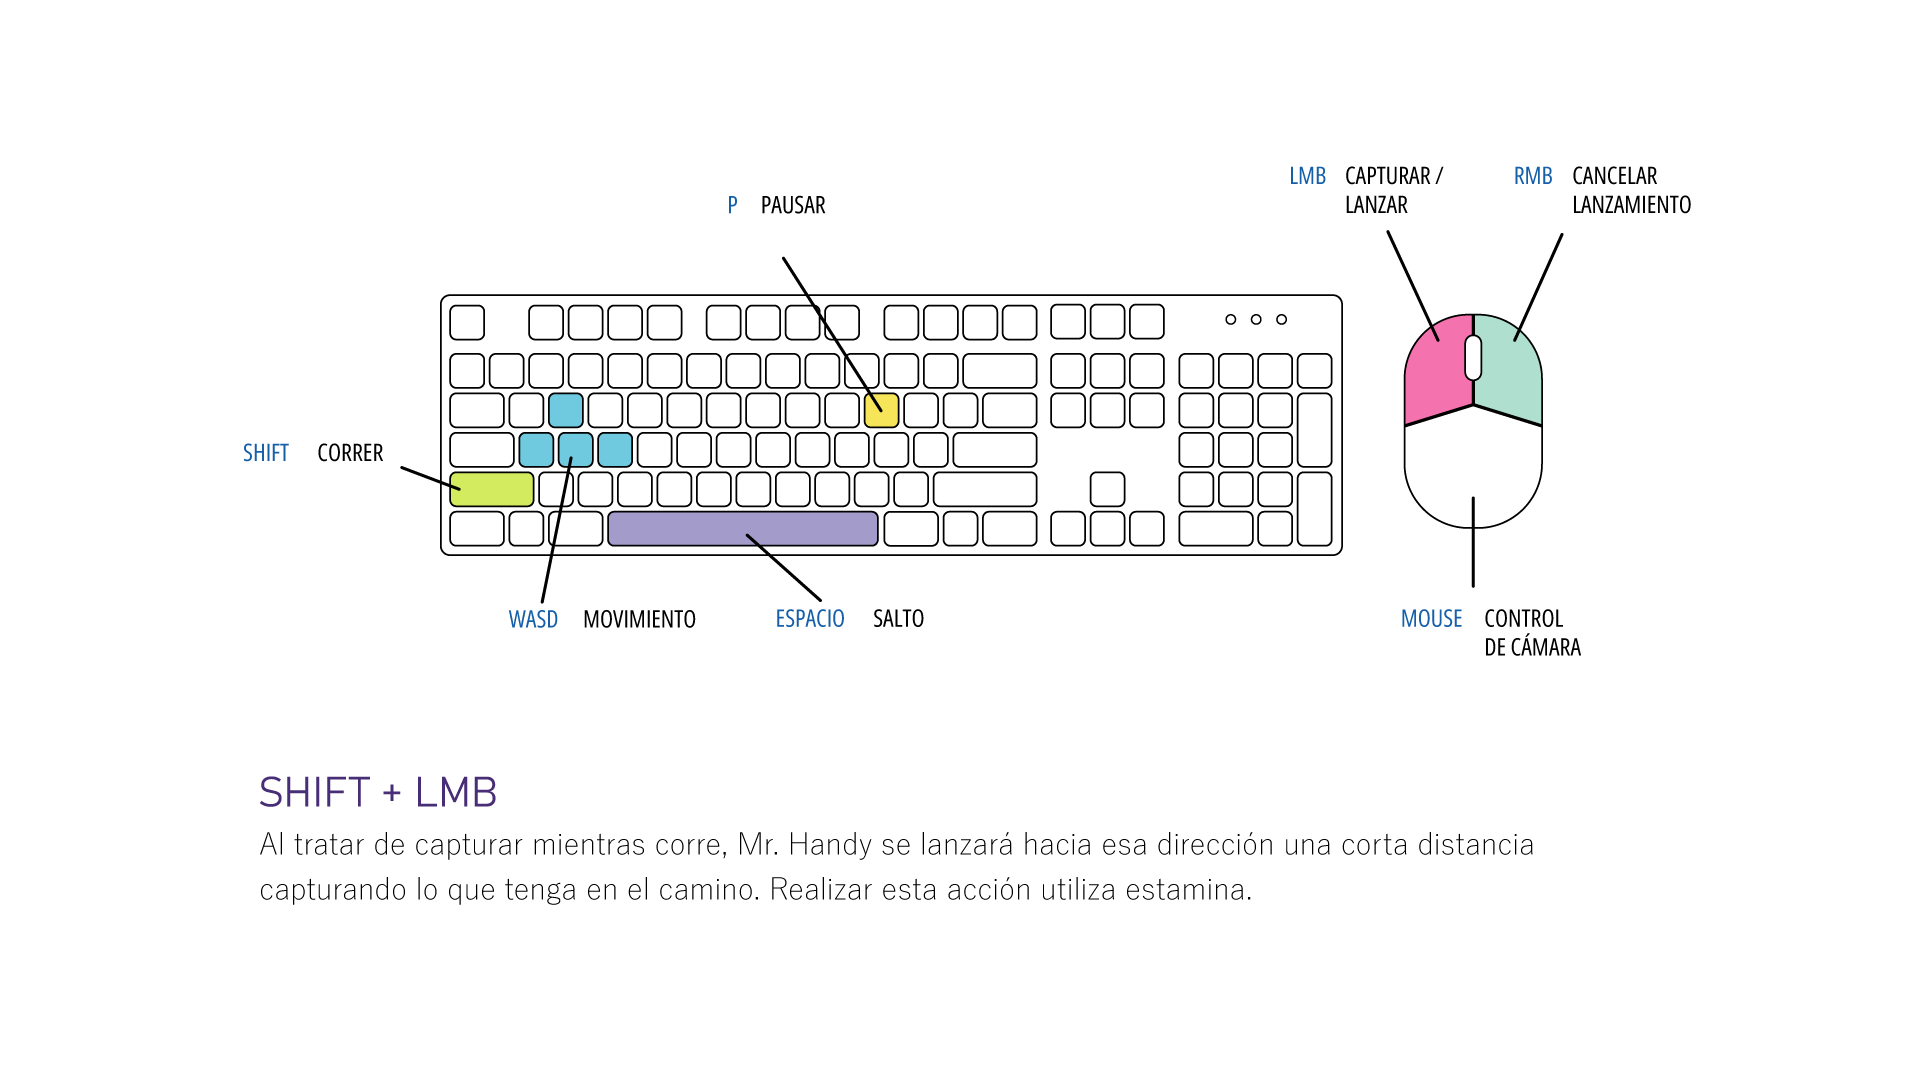 LMB CAPTURAR / LANZAR
RMB CANCELAR LANZAMIENTO
P PAUSAR
SHIFT CORRER
WASD MOVIMIENTO
ESPACIO SALTO
MOUSE CONTROL DE CÁMARA
SHIFT + LMB
Al tratar de capturar mientras corre, Mr. Handy se lanzará hacia esa dirección una corta distancia
capturando lo que tenga en el camino. Realizar esta acción utiliza estamina.